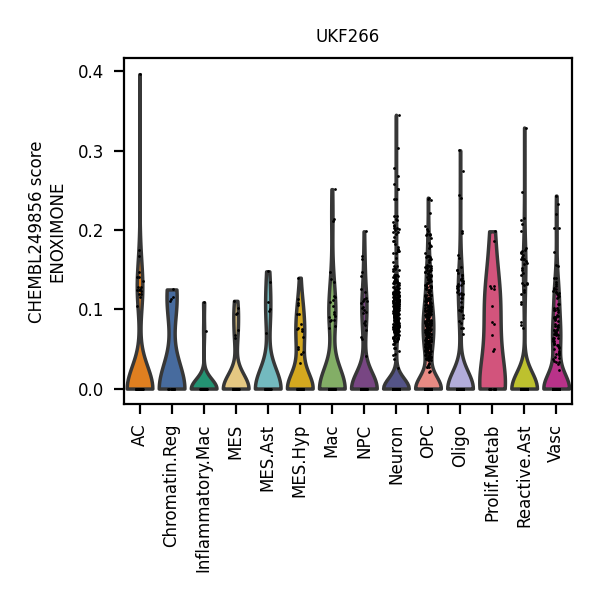 UKF266
CHEMBL249856 score
ENOXIMONE
0.4
0.3
0.2
0.1
0.0
AC
Chromatin.Reg
Inflammatory.Mac
MES
MES.Ast
MES.Hyp
Mac
NPC
Neuron
OPC
Oligo
Prolif.Metab
Reactive.Ast
Vasc